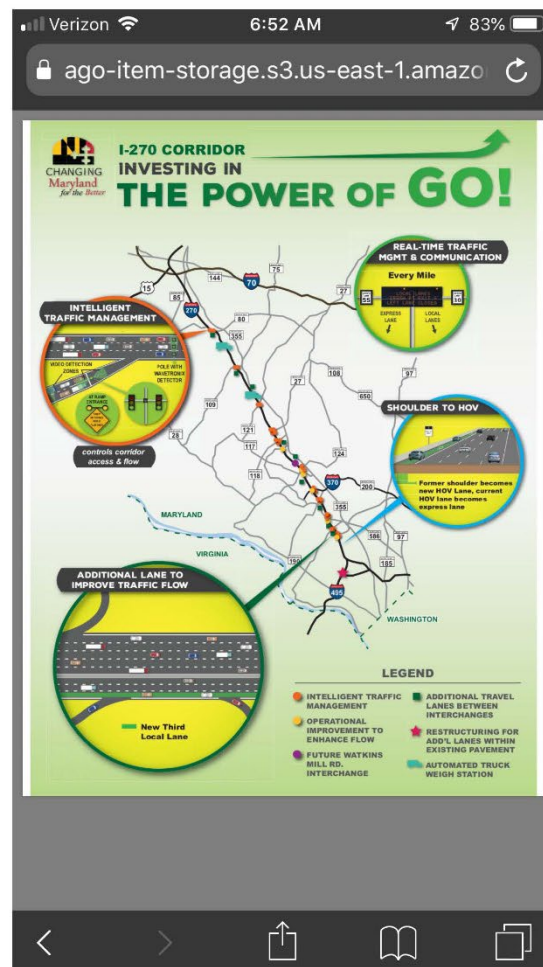 Verizon
6:52 AM
83%
ago-item-storage.s3.us-east-1.amazo
CHANGING
Maryland
for the Better
I-270 CORRIDOR
INVESTING IN
THE POWER OF GO!
REAL-TIME TRAFFIC
MGMT & COMMUNICATION
Every Mile
EXPRESS
LANE
LOCAL
LANES
INTELLIGENT
TRAFFIC MANAGEMENT
VIDEO DETECTION
ZONES
POLE WITH
WAVETRONIX
DETECTOR
AT RAMP
ENTRANCE
controls corridor
access & flow
15
144
70
75
27
85
270
80
355
109
27
108
97
650
28
121
117
124
118
370
200
355
SHOULDER TO HOV
Former shoulder becomes
new HOV Lane, current
HOV lane becomes
express lane
MARYLAND
VIRGINIA
190
186
97
185
495
WASHINGTON
ADDITIONAL LANE TO
IMPROVE TRAFFIC FLOW
New Third
Local Lane
LEGEND
INTELLIGENT TRAFFIC
MANAGEMENT
OPERATIONAL
IMPROVEMENT TO
ENHANCE FLOW
FUTURE WATKINS
MILL RD.
INTERCHANGE
ADDITIONAL TRAVEL
LANES BETWEEN
INTERCHANGES
RESTRUCTURING FOR
ADD'L LANES WITHIN
EXISTING PAVEMENT
AUTOMATED TRUCK
WEIGH STATION